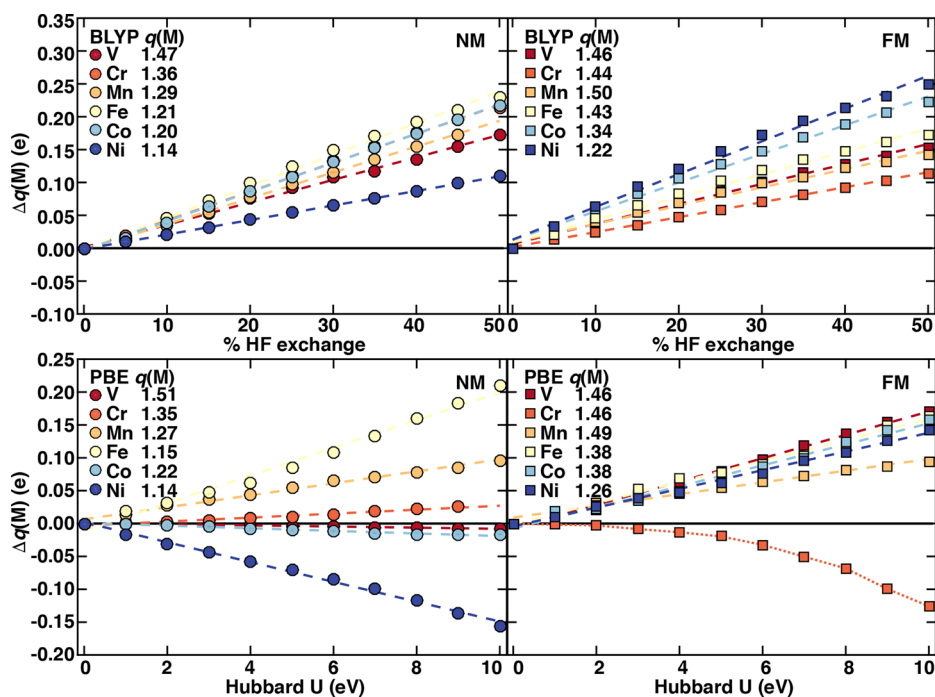 0.35
0.30
0.25
0.20
0.15
0.10
0.05
0.00
-0.05
-0.10
Δq(M) (e)
BLYP q(M)
V 1.47
Cr 1.36
Mn 1.29
Fe 1.21
Co 1.20
Ni 1.14
NM
0 10 20 30 40 50
% HF exchange
BLYP q(M)
V 1.46
Cr 1.44
Mn 1.50
Fe 1.43
Co 1.34
Ni 1.22
FM
0 10 20 30 40 50
% HF exchange
0.25
0.20
0.15
0.10
0.05
0.00
-0.05
-0.10
-0.15
-0.20
Δq(M) (e)
PBE q(M)
V 1.51
Cr 1.35
Mn 1.27
Fe 1.15
Co 1.22
Ni 1.14
NM
0 2 4 6 8 10
Hubbard U (eV)
PBE q(M)
V 1.46
Cr 1.46
Mn 1.49
Fe 1.38
Co 1.38
Ni 1.26
FM
0 2 4 6 8 10
Hubbard U (eV)